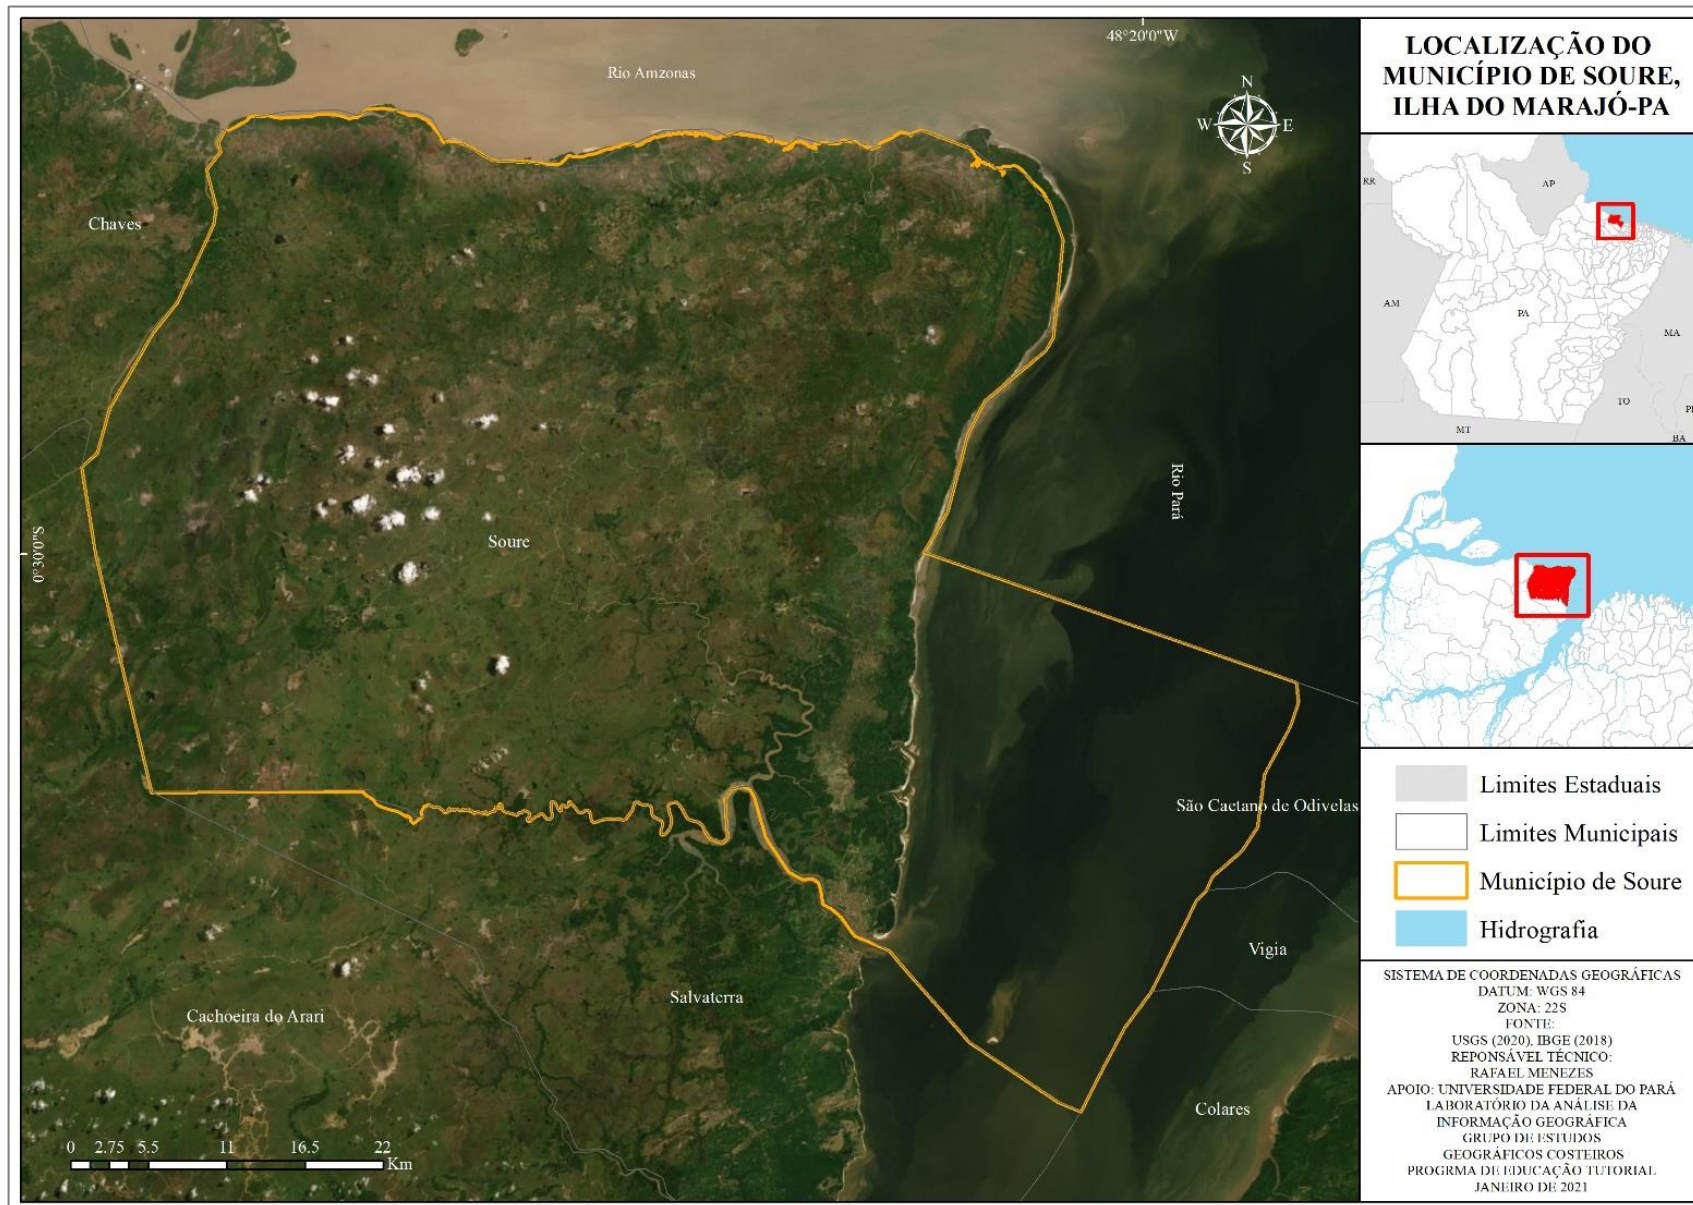 48°20'0"W
Rio Amzonas
N
W
E
S
Chaves
0°30'0"S
Soure
Rio Pará
São Caetano de Odivelas
Vigia
Salvaterra
Cachoeira do Arari
Colares
0 2.75 5.5 11 16.5 22
Km
LOCALIZAÇÃO DO
MUNICÍPIO DE SOURE,
ILHA DO MARAJÓ-PA
RR
AP
AM
PA
MA
TO
PI
MT
BA
Limites Estaduais
Limites Municipais
Município de Soure
Hidrografia
SISTEMA DE COORDENADAS GEOGRÁFICAS
DATUM: WGS 84
ZONA: 22S
FONTE:
USGS (2020), IBGE (2018)
REPONSÁVEL TÉCNICO:
RAFAEL MENEZES
APOIO: UNIVERSIDADE FEDERAL DO PARÁ
LABORATÓRIO DA ANÁLISE DA
INFORMAÇÃO GEOGRÁFICA
GRUPO DE ESTUDOS
GEOGRÁFICOS COSTEIROS
PROGRMA DE EDUCAÇÃO TUTORIAL
JANEIRO DE 2021